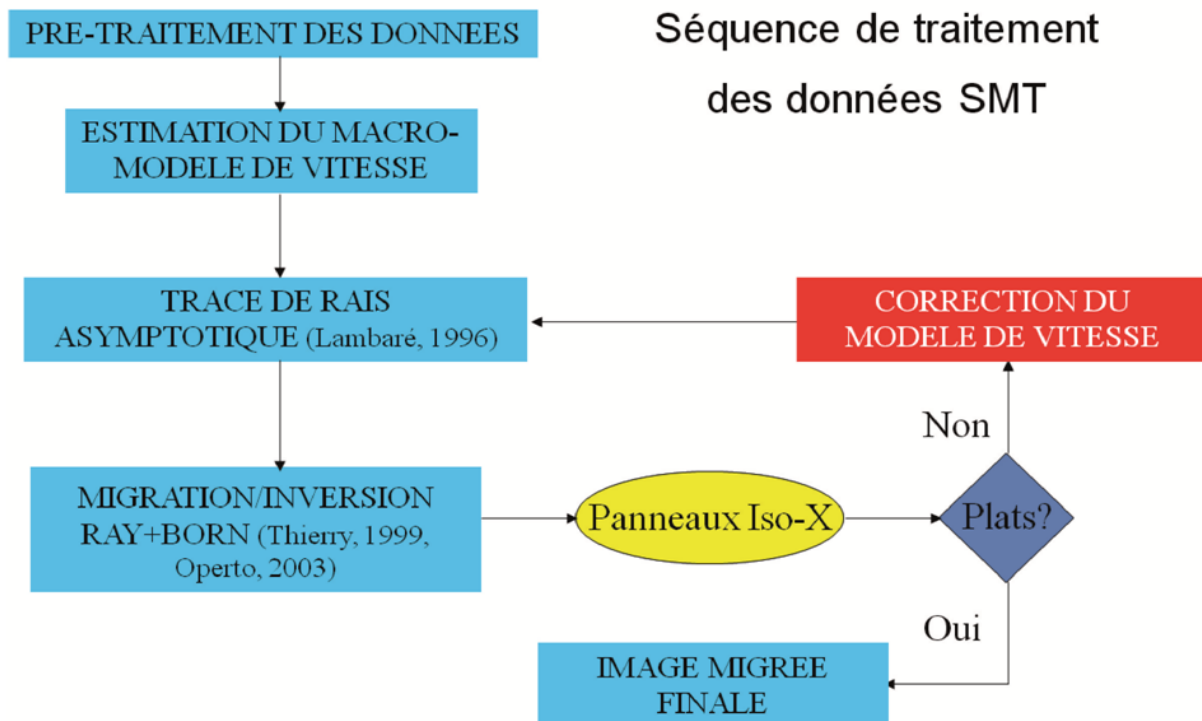 Séquence de traitement
des données SMT
PRE-TRAITEMENT DES DONNEES
ESTIMATION DU MACRO-
MODELE DE VITESSE
TRACE DE RAIS
ASYMPTOTIQUE (Lambaré, 1996)
CORRECTION DU
MODELE DE VITESSE
MIGRATION/INVERSION
RAY+BORN (Thierry, 1999,
Operto, 2003)
Panneaux Iso-X
Plats?
Non
Oui
IMAGE MIGREE
FINALE